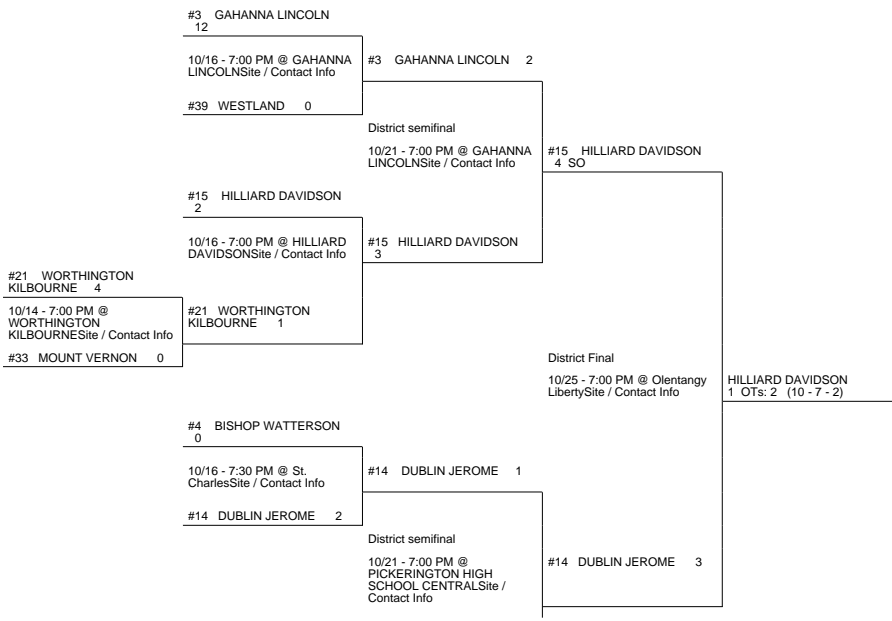 #3 GAHANNA LINCOLN
12
10/16 - 7:00 PM @ GAHANNA
LINCOLNSite / Contact Info
#39 WESTLAND 0
#3 GAHANNA LINCOLN 2
District semifinal
10/21 - 7:00 PM @ GAHANNA
LINCOLNSite / Contact Info
#15 HILLIARD DAVIDSON
4 SO
#15 HILLIARD DAVIDSON
2
10/16 - 7:00 PM @ HILLIARD
DAVIDSONSite / Contact Info
#15 HILLIARD DAVIDSON
3
#21 WORTHINGTON
KILBOURNE 4
10/14 - 7:00 PM @
WORTHINGTON
KILBOURNESite / Contact Info
#33 MOUNT VERNON 0
#21 WORTHINGTON
KILBOURNE 1
District Final
10/25 - 7:00 PM @ Olentangy
LibertySite / Contact Info
HILLIARD DAVIDSON
1 OTs: 2 (10 - 7 - 2)
#4 BISHOP WATTERSON
0
10/16 - 7:30 PM @ St.
CharlesSite / Contact Info
#14 DUBLIN JEROME 2
#14 DUBLIN JEROME 1
District semifinal
10/21 - 7:00 PM @
PICKERINGTON HIGH
SCHOOL CENTRALSite /
Contact Info
#14 DUBLIN JEROME 3